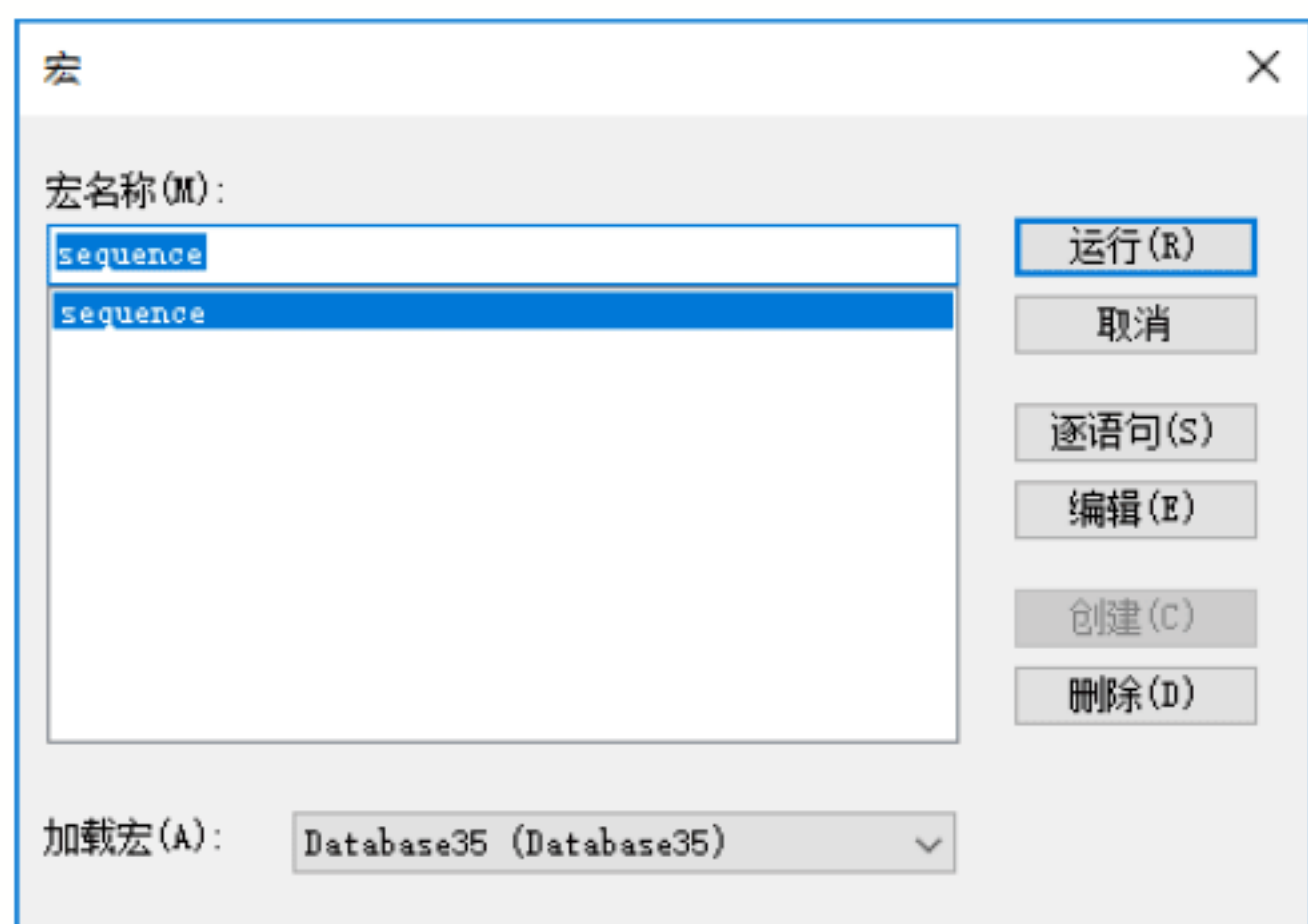 宏
宏名称(M):
sequence
sequence
运行(R)
取消
逐语句(S)
编辑(E)
创建(C)
删除(D)
加载宏(A):
Database35 (Database35)